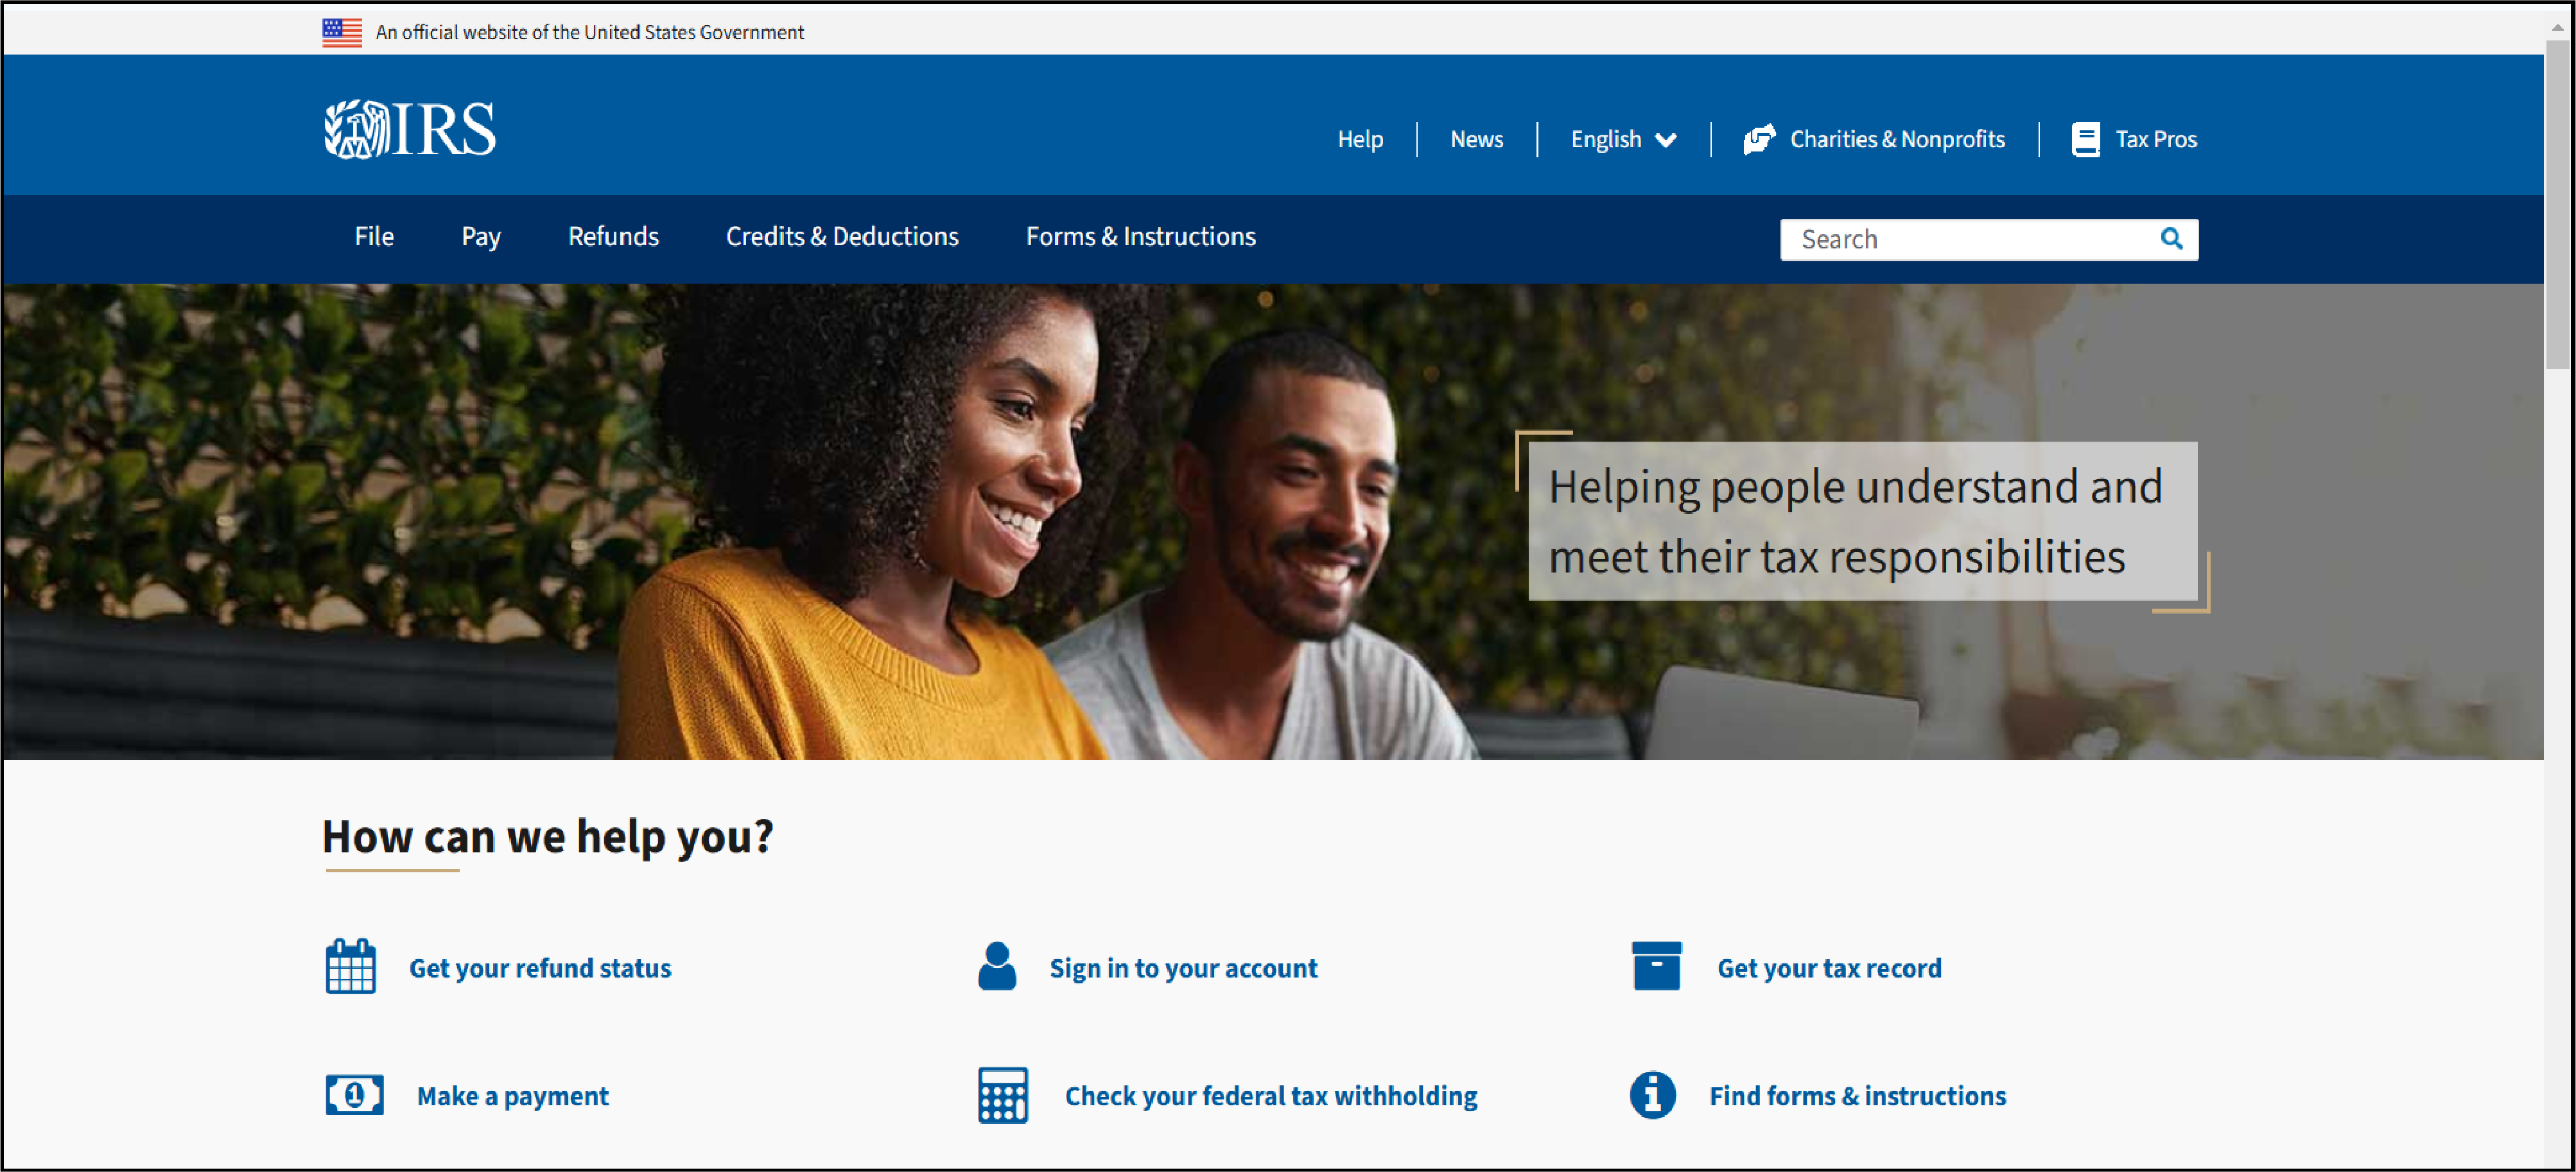 An official website of the United States Government
IRS
Help
News
English
Charities & Nonprofits
Tax Pros
File
Pay
Refunds
Credits & Deductions
Forms & Instructions
Search
Helping people understand and
meet their tax responsibilities
How can we help you?
Get your refund status
Sign in to your account
Get your tax record
1
Make a payment
Check your federal tax withholding
Find forms & instructions